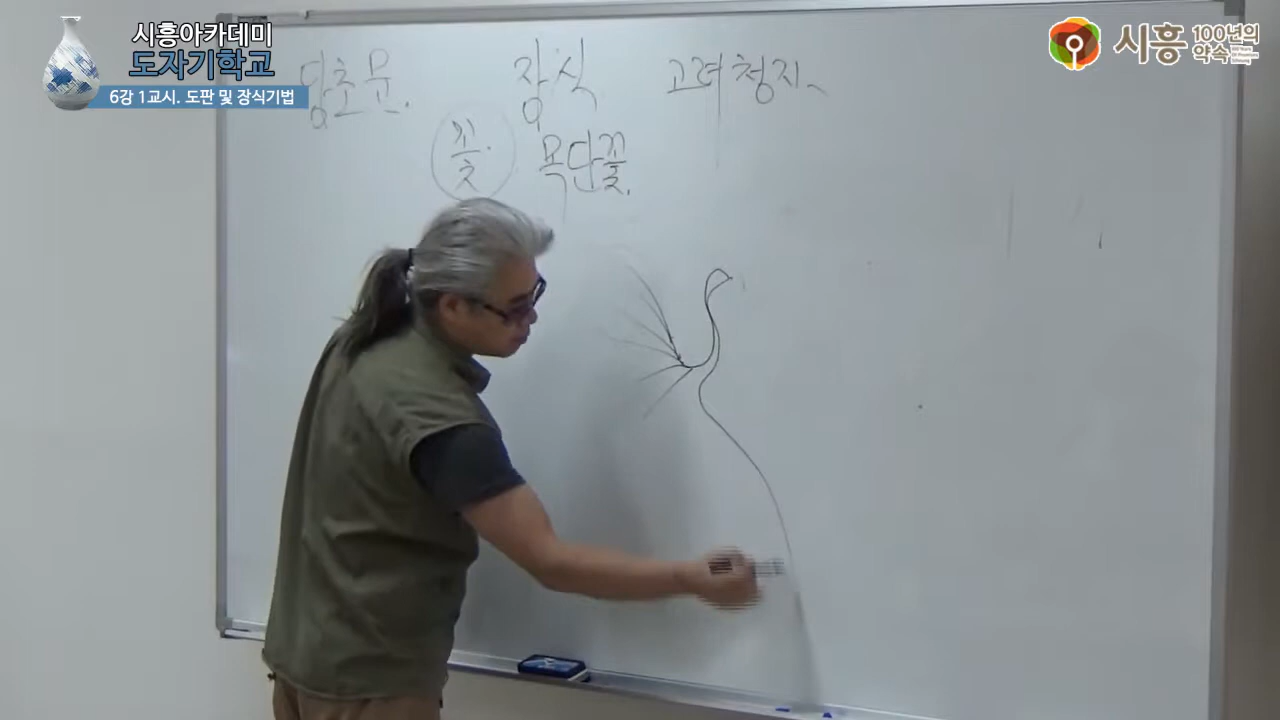 시흥아카데미
도자기학교
6강 1교시. 도판 및 장식기법
시흥 100년의 약속
당초문. 장식 고려청자
꽃. 목단꽃.